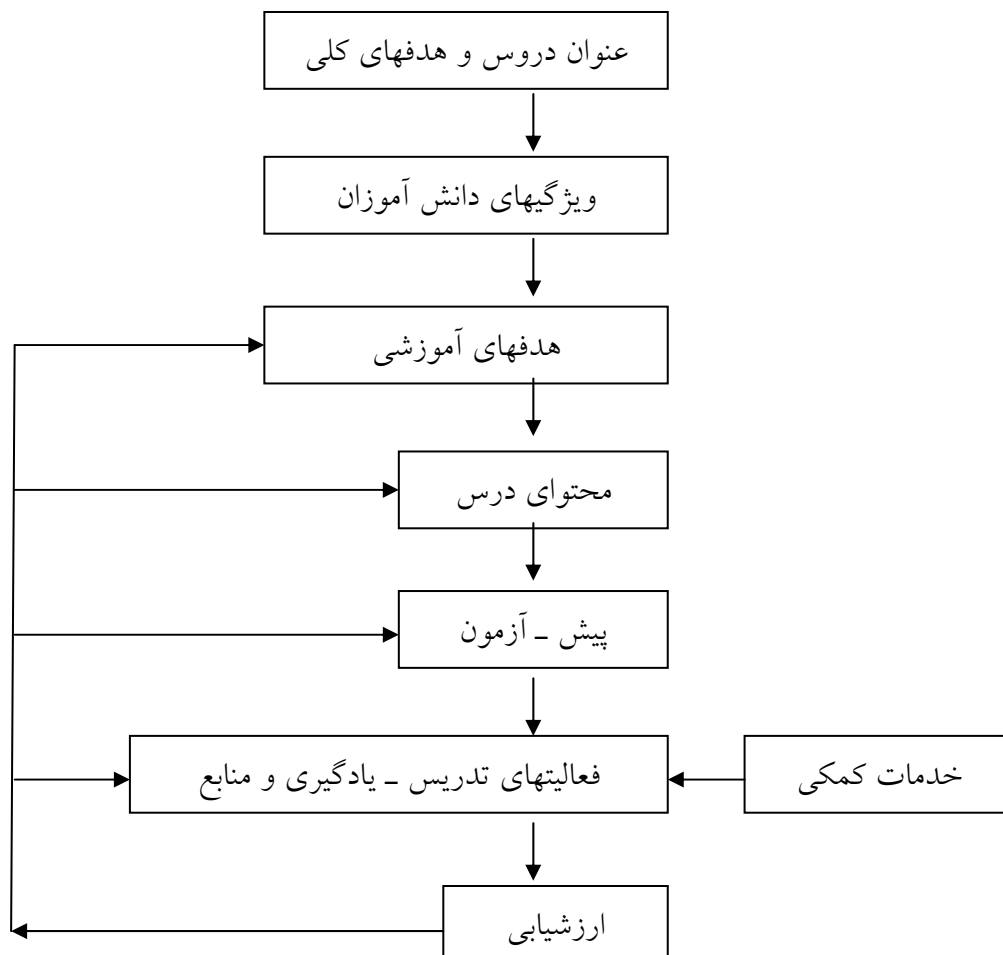 عنوان دروس و هدفهای کلی
ویژگیهای دانش آموزان
هدفهای آموزشی
محتوای درس
پیش ـ آزمون
فعالیتهای تدریس ـ یادگیری و منابع
خدمات کمکی
ارزشیابی